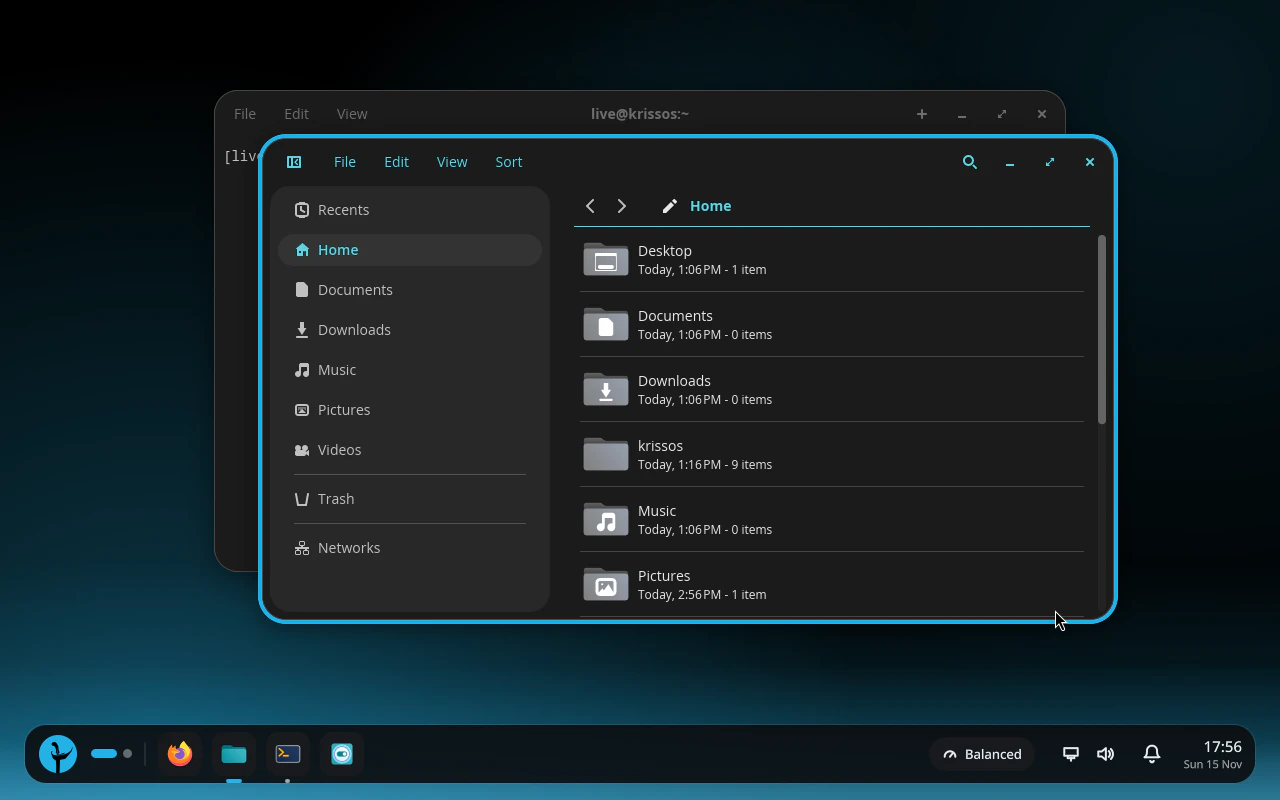 File Edit View live@krissos:~
[liv
File Edit View Sort
Recents
Home
Documents
Downloads
Music
Pictures
Videos
Trash
Networks
Home
Desktop
Today, 1:06 PM - 1 item
Documents
Today, 1:06 PM - 0 items
Downloads
Today, 1:06 PM - 0 items
krissos
Today, 1:16 PM - 9 items
Music
Today, 1:06 PM - 0 items
Pictures
Today, 2:56 PM - 1 item
Balanced
17:56
Sun 15 Nov